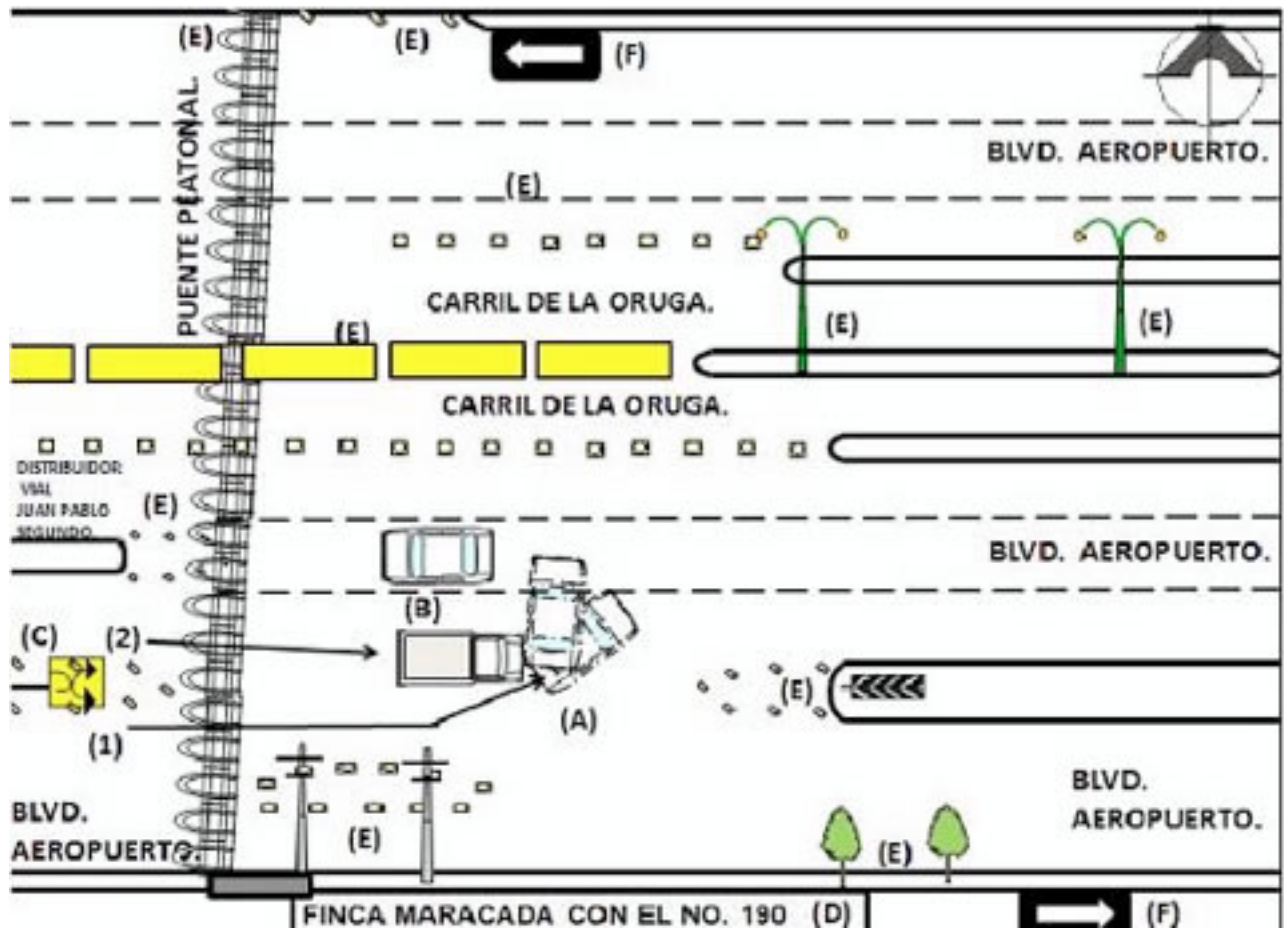 (E)
(E)
(F)
PUENTE PEATONAL.
BLVD. AEROPUERTO.
(E)
CARRIL DE LA ORUGA.
(E)
(E)
(E)
CARRIL DE LA ORUGA.
DISTRIBUIDOR
VIAL
JUAN PABLO
SEGUNDO.
(E)
BLVD. AEROPUERTO.
(B)
(C)
(2)
(E)
(A)
(1)
BLVD.
AEROPUERTO.
BLVD.
AEROPUERTO.
(E)
(E)
FINCA MARACADA CON EL NO. 190 (D)
(F)